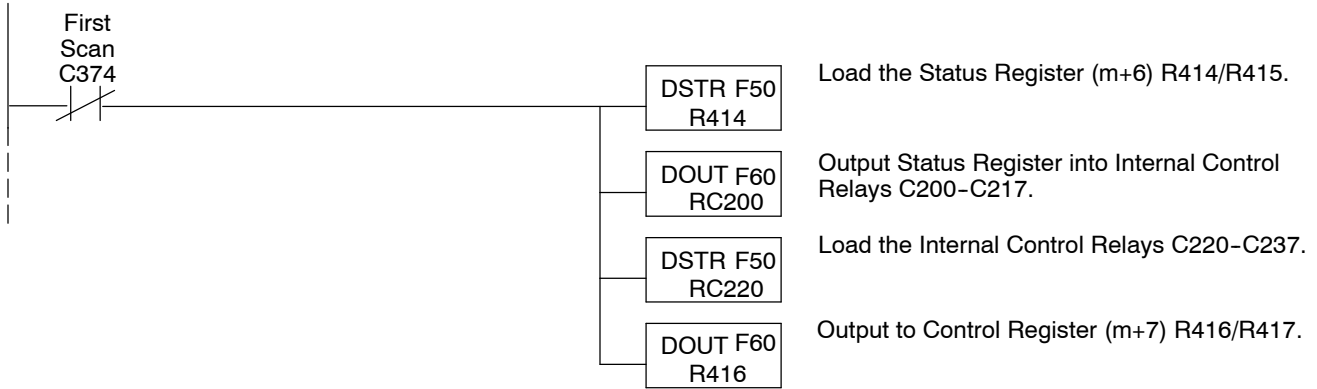 First
Scan
C374
DSTR F50
R414
Load the Status Register (m+6) R414/R415.
DOUT F60
RC200
Output Status Register into Internal Control
Relays C200-C217.
DSTR F50
RC220
Load the Internal Control Relays C220-C237.
DOUT F60
R416
Output to Control Register (m+7) R416/R417.